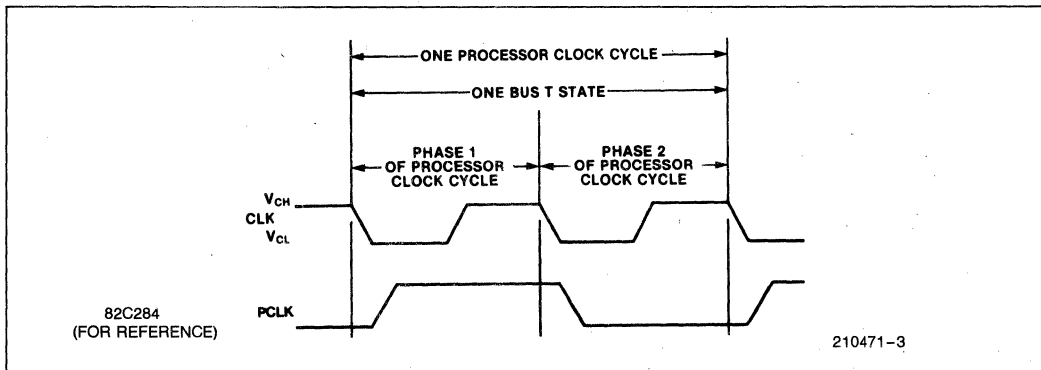 ONE PROCESSOR CLOCK CYCLE
ONE BUS T STATE
PHASE 1
OF PROCESSOR
CLOCK CYCLE
PHASE 2
OF PROCESSOR
CLOCK CYCLE
VCH
CLK
VCL
PCLK
82C284
(FOR REFERENCE)
210471-3